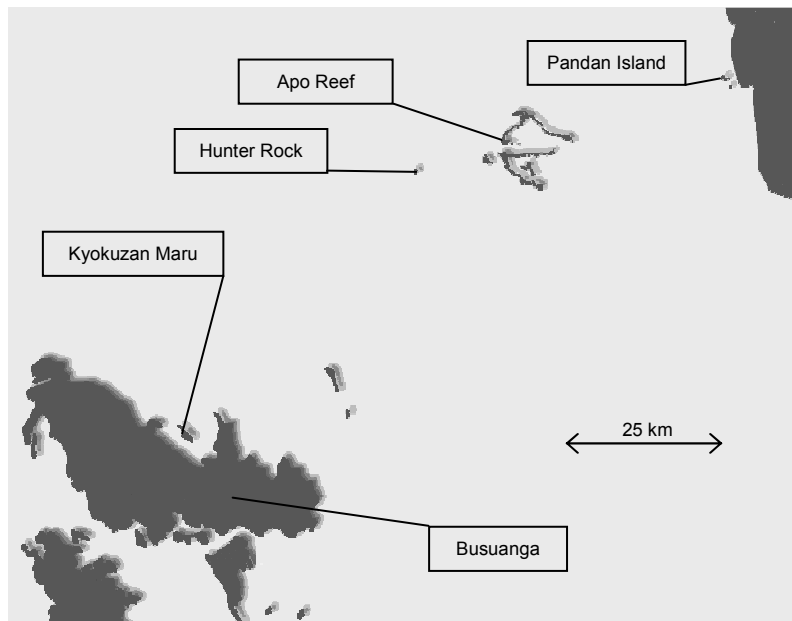 Pandan Island
Apo Reef
Hunter Rock
Kyokuzan Maru
25 km
Busuanga